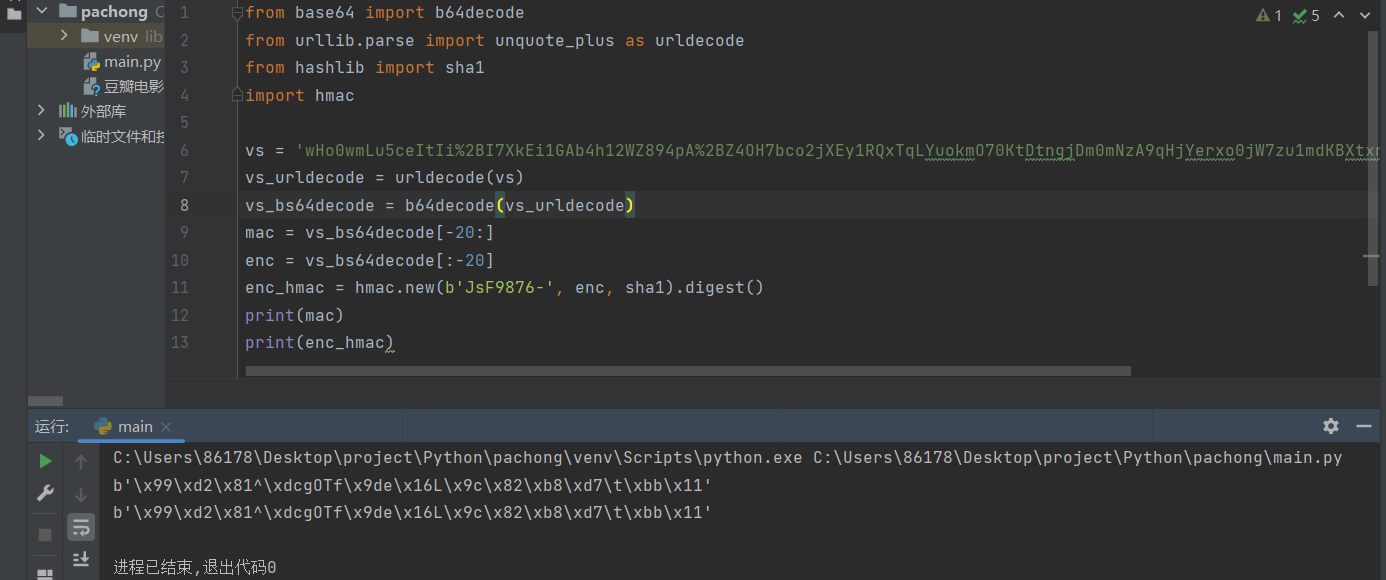 pachong C
venv lib
main.py
豆瓣电影
外部库
临时文件和控
1 5
1 from base64 import b64decode
2 from urllib.parse import unquote_plus as urldecode
3 from hashlib import sha1
4 import hmac
5
6 vs = 'wHo0wmLu5ceItIi%2BI7XkEi1GAb4h12WZ894pA%2BZ4OH7bco2jXEy1RQxTqLYuokmO70KtDtngjDm0mNzA9qHjYerxo0jW7zu1mdKBXtxn
7 vs_urldecode = urldecode(vs)
8 vs_bs64decode = b64decode(vs_urldecode)
9 mac = vs_bs64decode[-20:]
10 enc = vs_bs64decode[:-20]
11 enc_hmac = hmac.new(b'JsF9876-', enc, sha1).digest()
12 print(mac)
13 print(enc_hmac)
运行: main
C:\Users\86178\Desktop\project\Python\pachong\venv\Scripts\python.exe C:\Users\86178\Desktop\project\Python\pachong\main.py
b'\x99\xd2\x81^\xdcgOTf\x9de\x16L\x9c\x82\xb8\xd7\t\xbb\x11'
b'\x99\xd2\x81^\xdcgOTf\x9de\x16L\x9c\x82\xb8\xd7\t\xbb\x11'
进程已结束,退出代码0